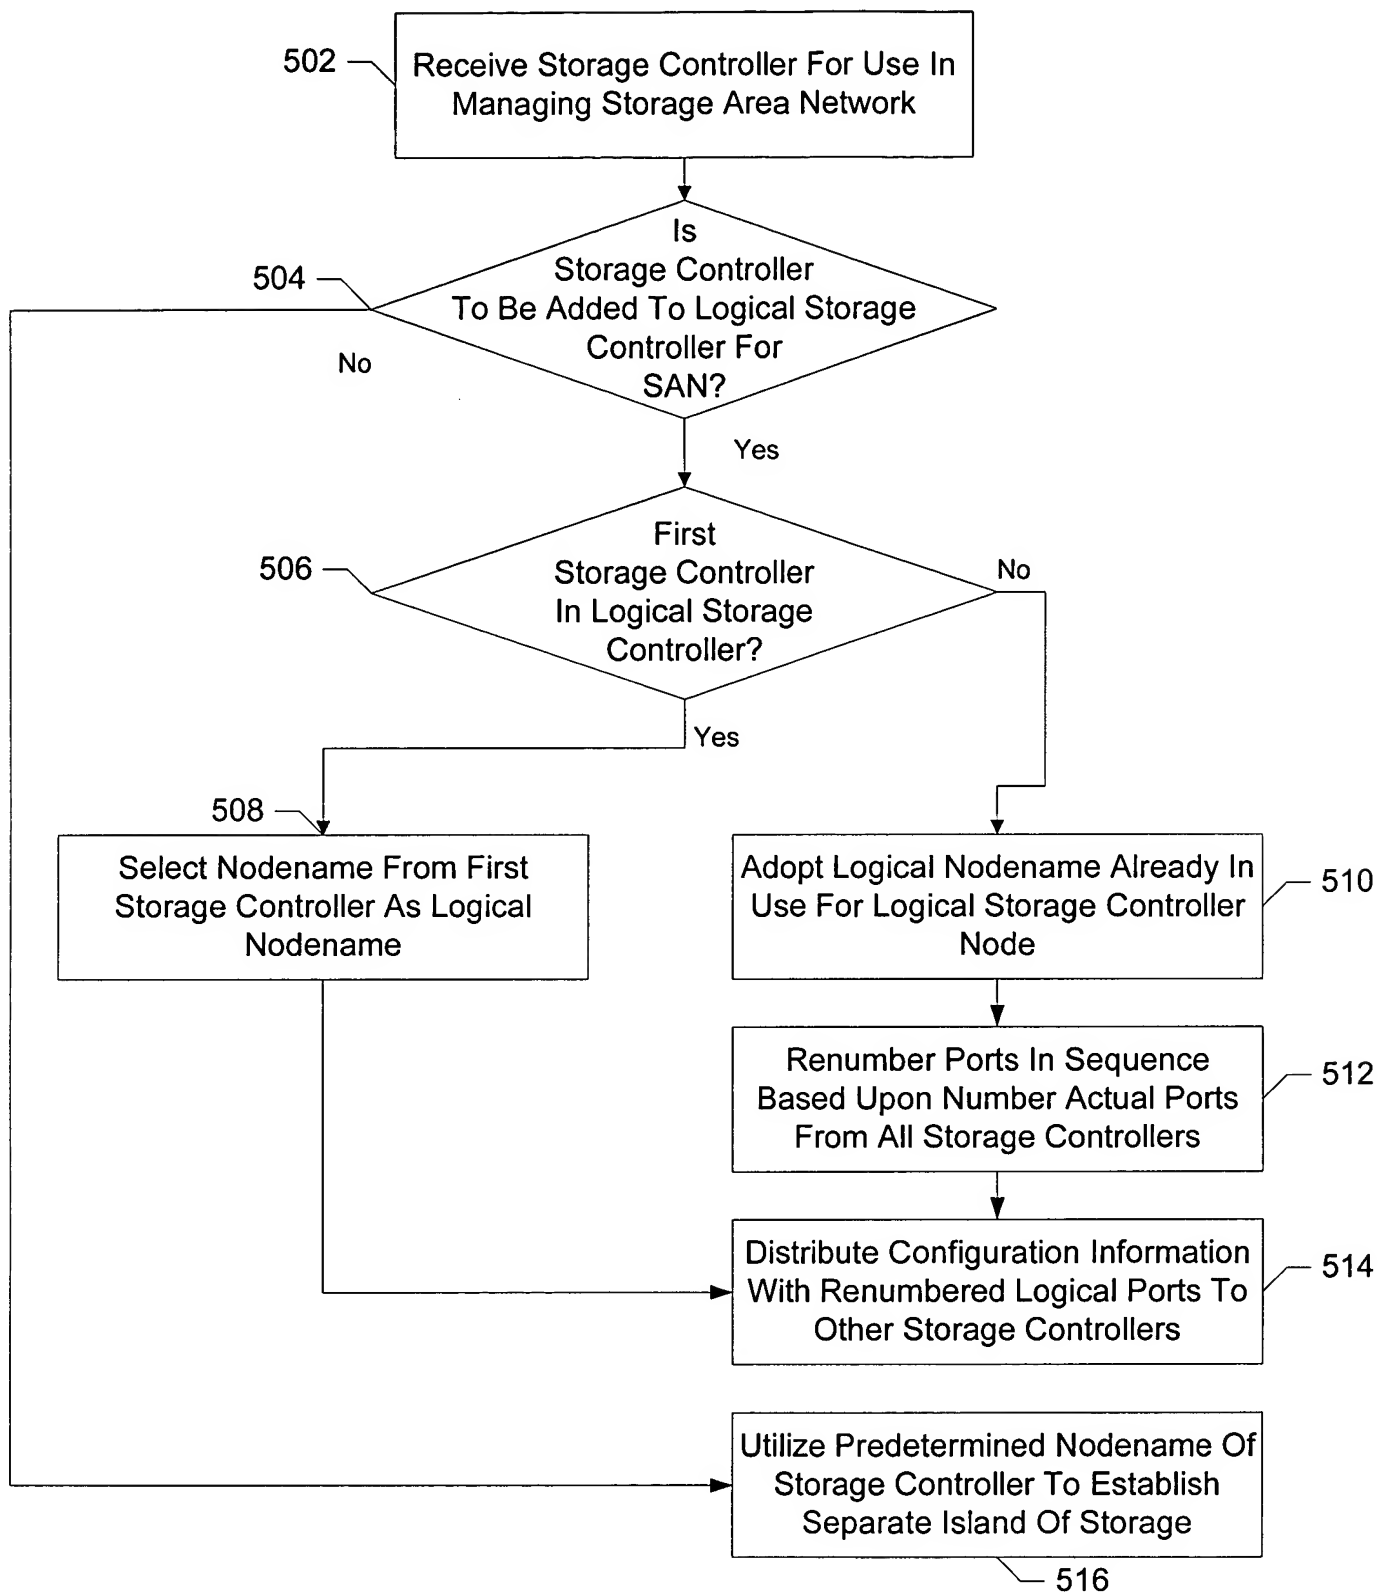 502
Receive Storage Controller For Use In
Managing Storage Area Network
504
Is
Storage Controller
To Be Added To Logical Storage
Controller For
SAN?
No
Yes
506
First
Storage Controller
In Logical Storage
Controller?
No
Yes
508
Select Nodename From First
Storage Controller As Logical
Nodename
Adopt Logical Nodename Already In
Use For Logical Storage Controller
Node
510
Renumber Ports In Sequence
Based Upon Number Actual Ports
From All Storage Controllers
512
Distribute Configuration Information
With Renumbered Logical Ports To
Other Storage Controllers
514
Utilize Predetermined Nodename Of
Storage Controller To Establish
Separate Island Of Storage
516